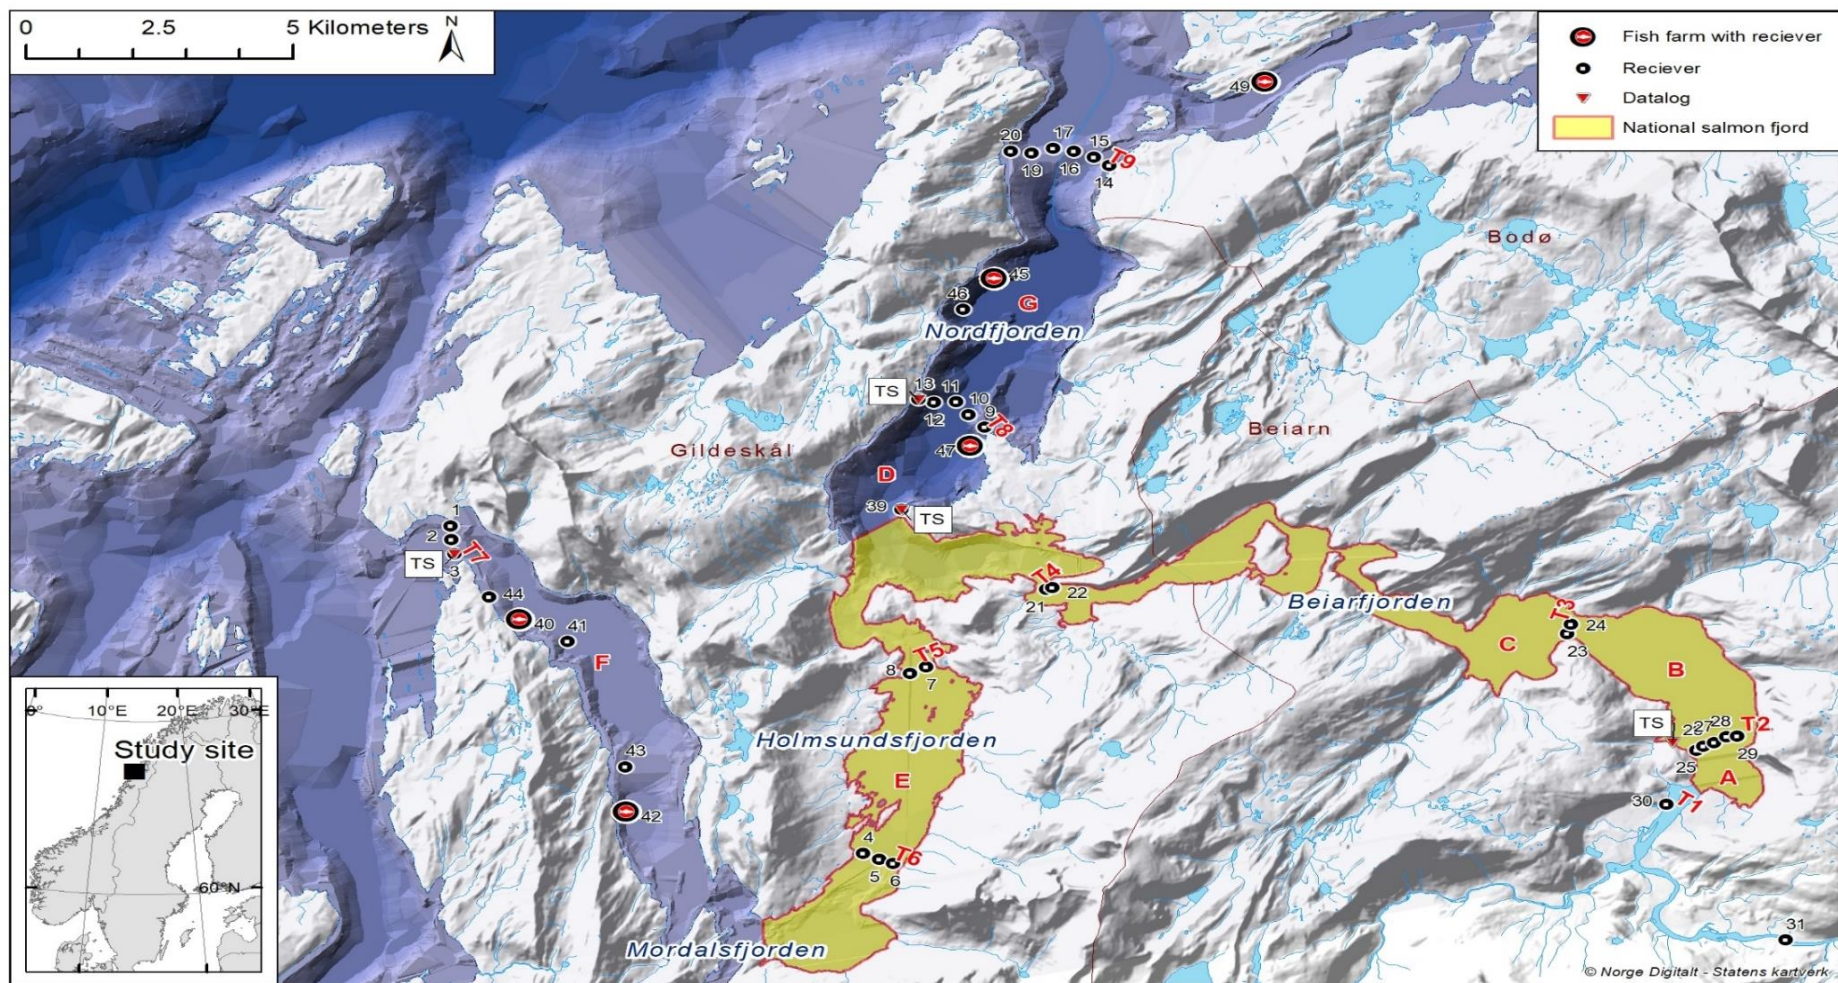 0 2.5 5 Kilometers
N
Fish farm with reciever
Reciever
Datalog
National salmon fjord
49
20 17 15 T9
19 16 14
Bodø
45
46 G
Nordfjorden
TS 13 11
10
12 9 T8
Beiarn
Gildeskål
47
D
39 TS
1
2
TS T7
3
T4
21 22
44
40 41
Beiarfjorden
F
T3
24
23
C
B
T5
8 7
43
Holmsundsfjorden
TS 27 28 T2
25 29
E
A
42
30 T1
4
T6
5 6
31
Mordalsfjorden
0° 10°E 20°E 30°E
Study site
60°N
© Norge Digitalt - Statens kartverk